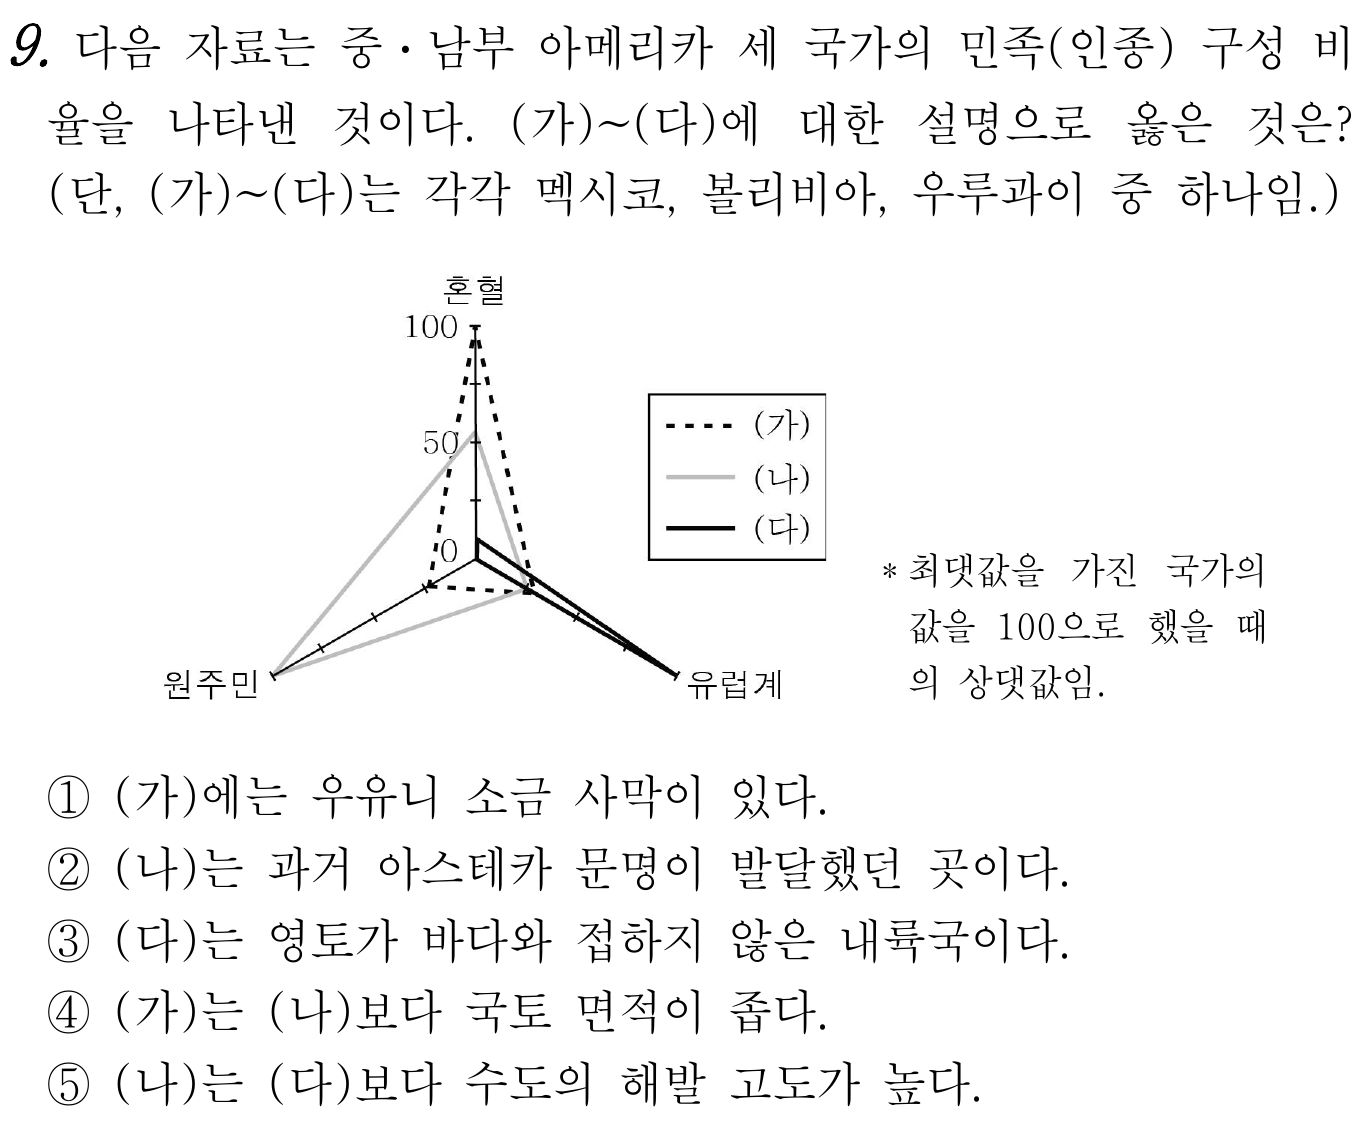 9. 다음 자료는 중·남부 아메리카 세 국가의 민족(인종) 구성 비
율을 나타낸 것이다. (가)~(다)에 대한 설명으로 옳은 것은?
(단, (가)~(다)는 각각 멕시코, 볼리비아, 우루과이 중 하나임.)
혼혈
100
50
0
원주민
유럽계
(가)
(나)
(다)
* 최댓값을 가진 국가의
값을 100으로 했을 때
의 상댓값임.
① (가)에는 우유니 소금 사막이 있다.
② (나)는 과거 아스테카 문명이 발달했던 곳이다.
③ (다)는 영토가 바다와 접하지 않은 내륙국이다.
④ (가)는 (나)보다 국토 면적이 좁다.
⑤ (나)는 (다)보다 수도의 해발 고도가 높다.